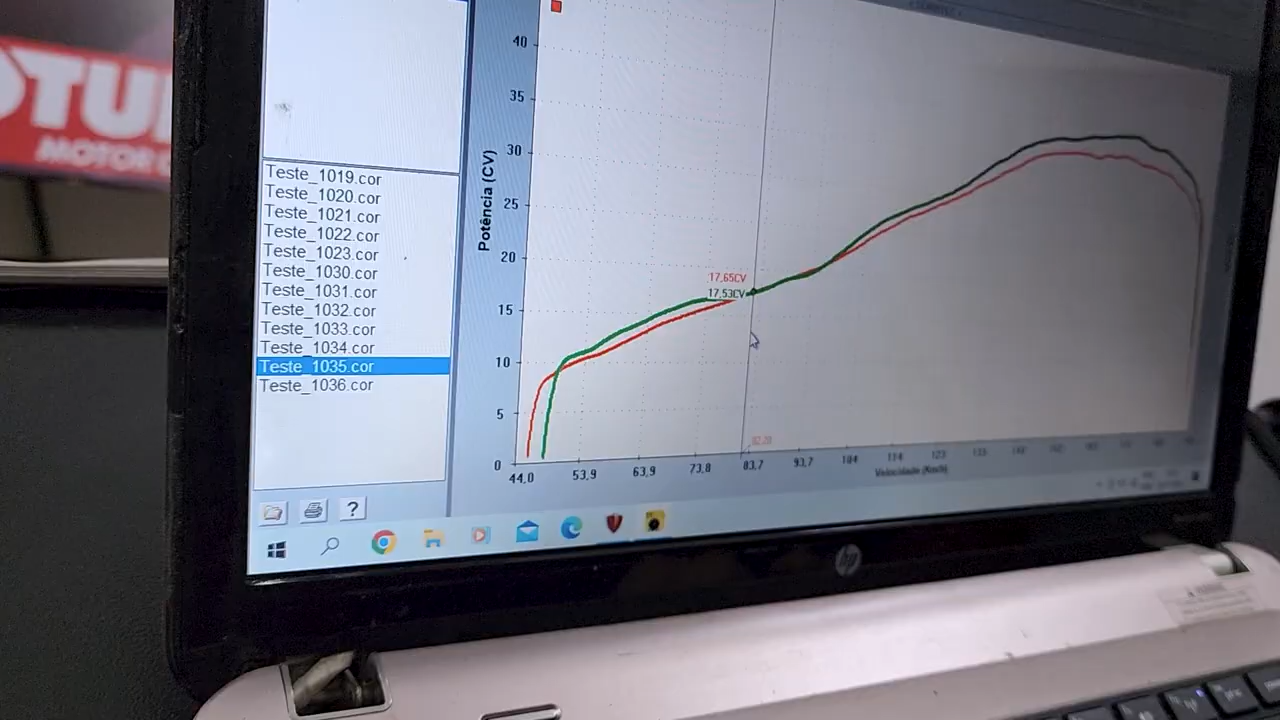 TUL
MOTOR
Teste_1019.cor
Teste_1020.cor
Teste_1021.cor
Teste_1022.cor
Teste_1023.cor
Teste_1030.cor
Teste_1031.cor
Teste_1032.cor
Teste_1033.cor
Teste_1034.cor
Teste_1035.cor
Teste_1036.cor
?
Potência (CV)
40
35
30
25
20
15
10
5
0
17,65CV
17,53CV
44,0 53,9 63,9 73,8 83,7 93,7 104 114 123
Velocidade (Km/h)
hp